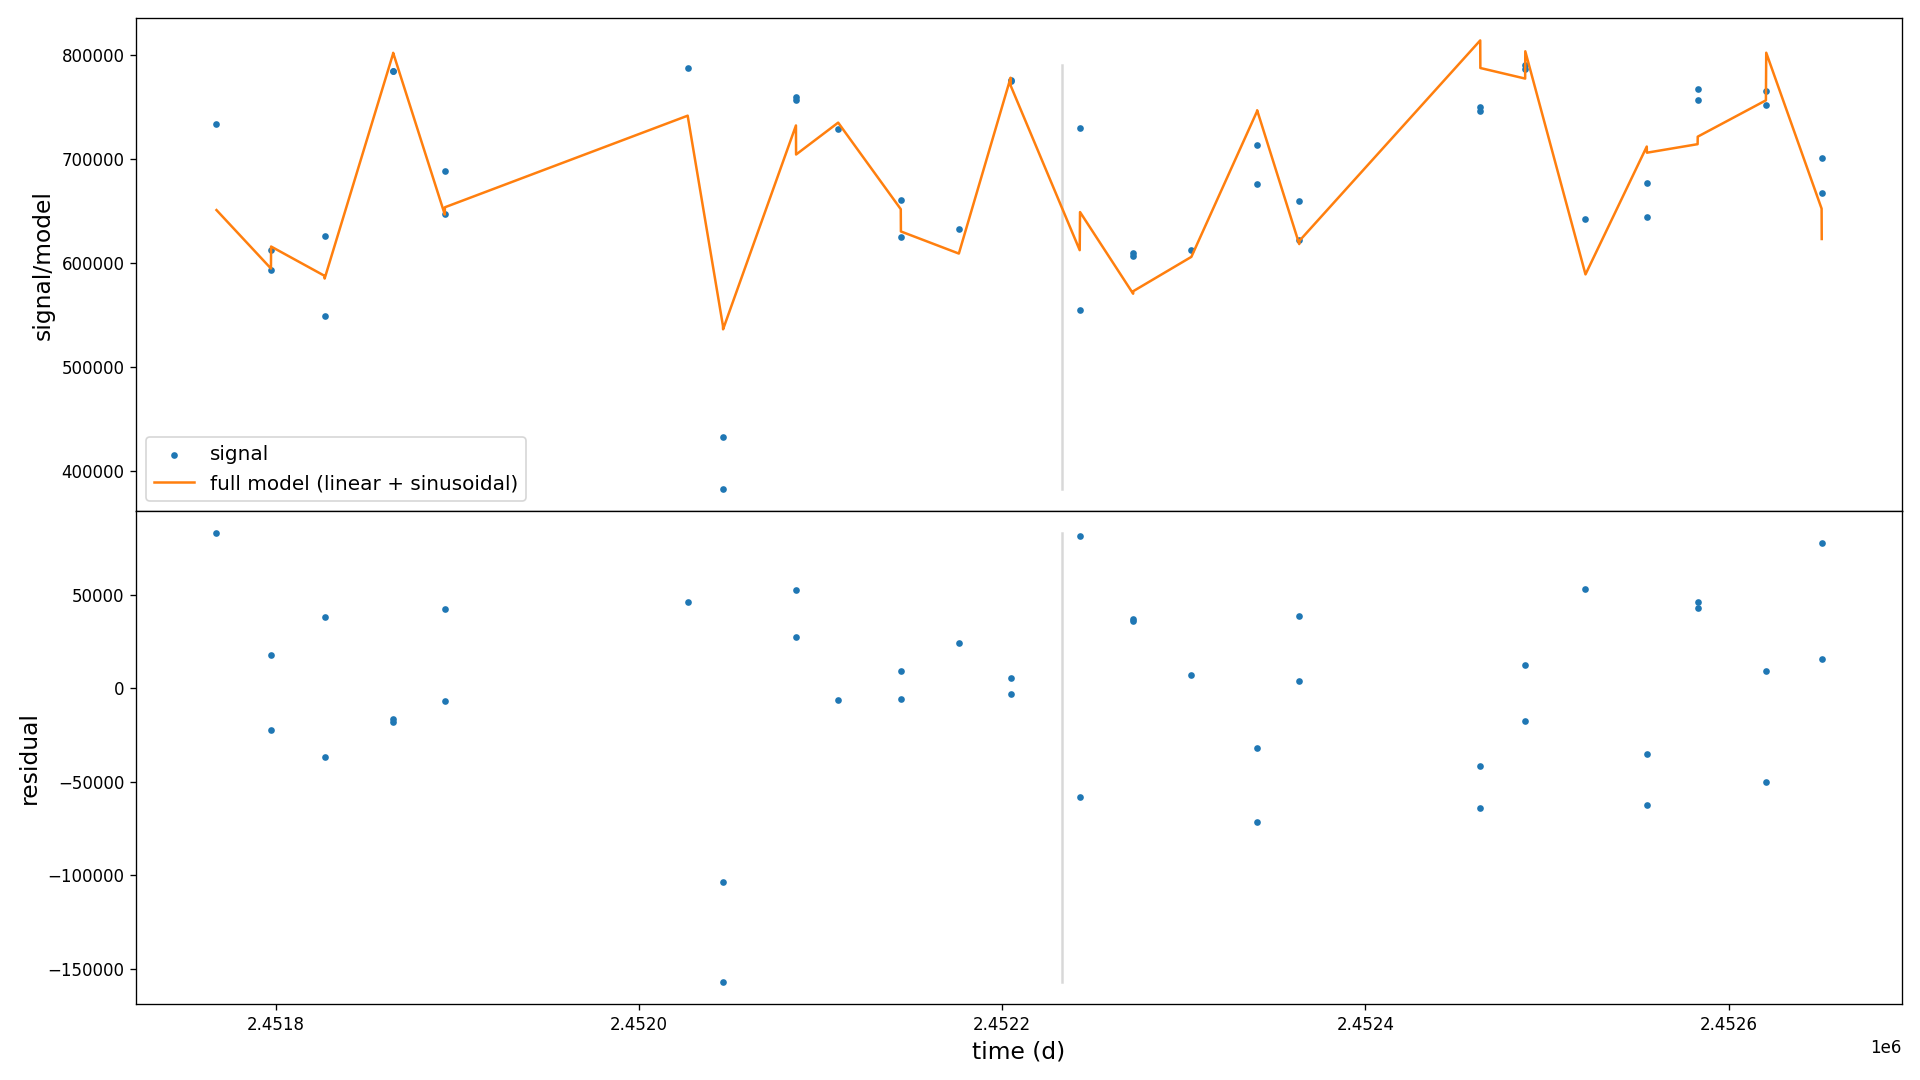 800000
700000
600000
500000
400000
signal/model
signal
full model (linear + sinusoidal)
50000
0
−50000
−100000
−150000
residual
2.4518
2.4520
2.4522
2.4524
2.4526
1e6
time (d)